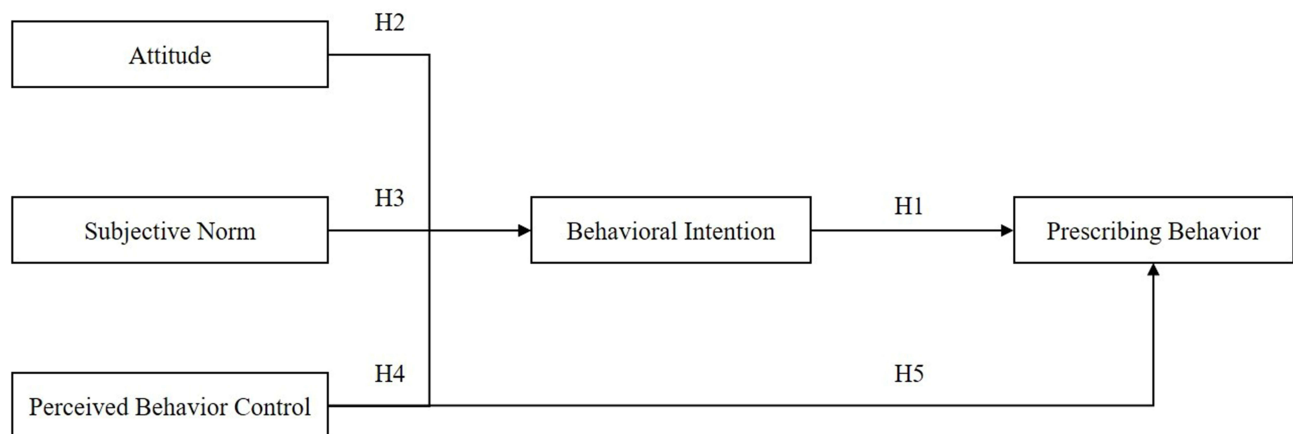 H2
Attitude
H3
H1
Subjective Norm
Behavioral Intention
Prescribing Behavior
H4
H5
Perceived Behavior Control